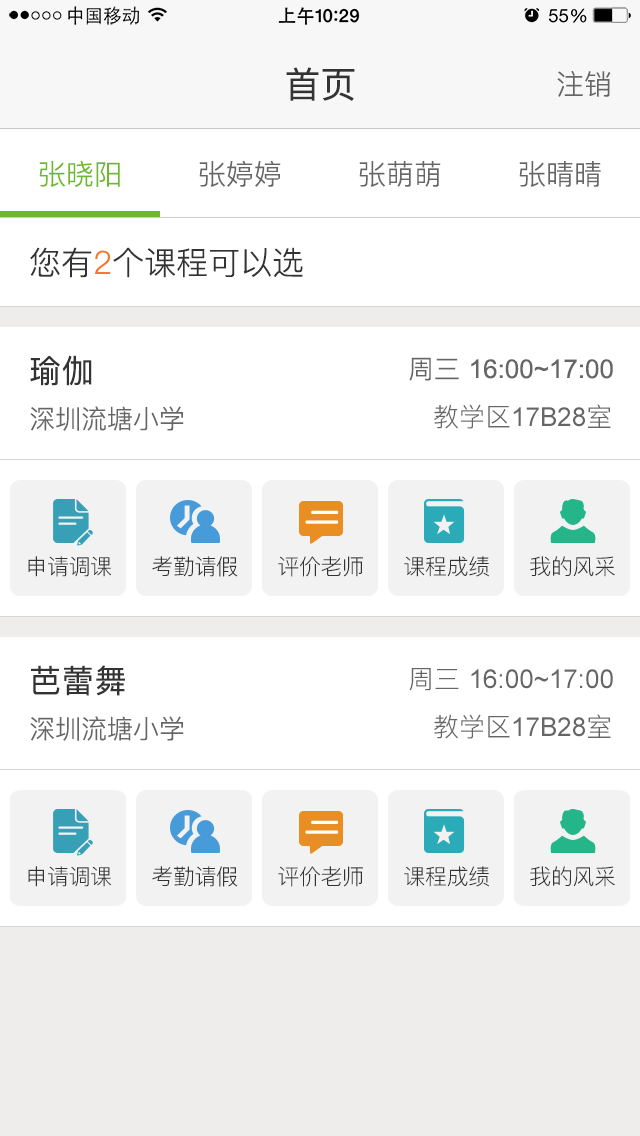 中国移动 上午10:29 55%
首页 注销
张晓阳 张婷婷 张萌萌 张晴晴
您有2个课程可以选
瑜伽 周三 16:00~17:00
深圳流塘小学 教学区17B28室
申请调课 考勤请假 评价老师 课程成绩 我的风采
芭蕾舞 周三 16:00~17:00
深圳流塘小学 教学区17B28室
申请调课 考勤请假 评价老师 课程成绩 我的风采